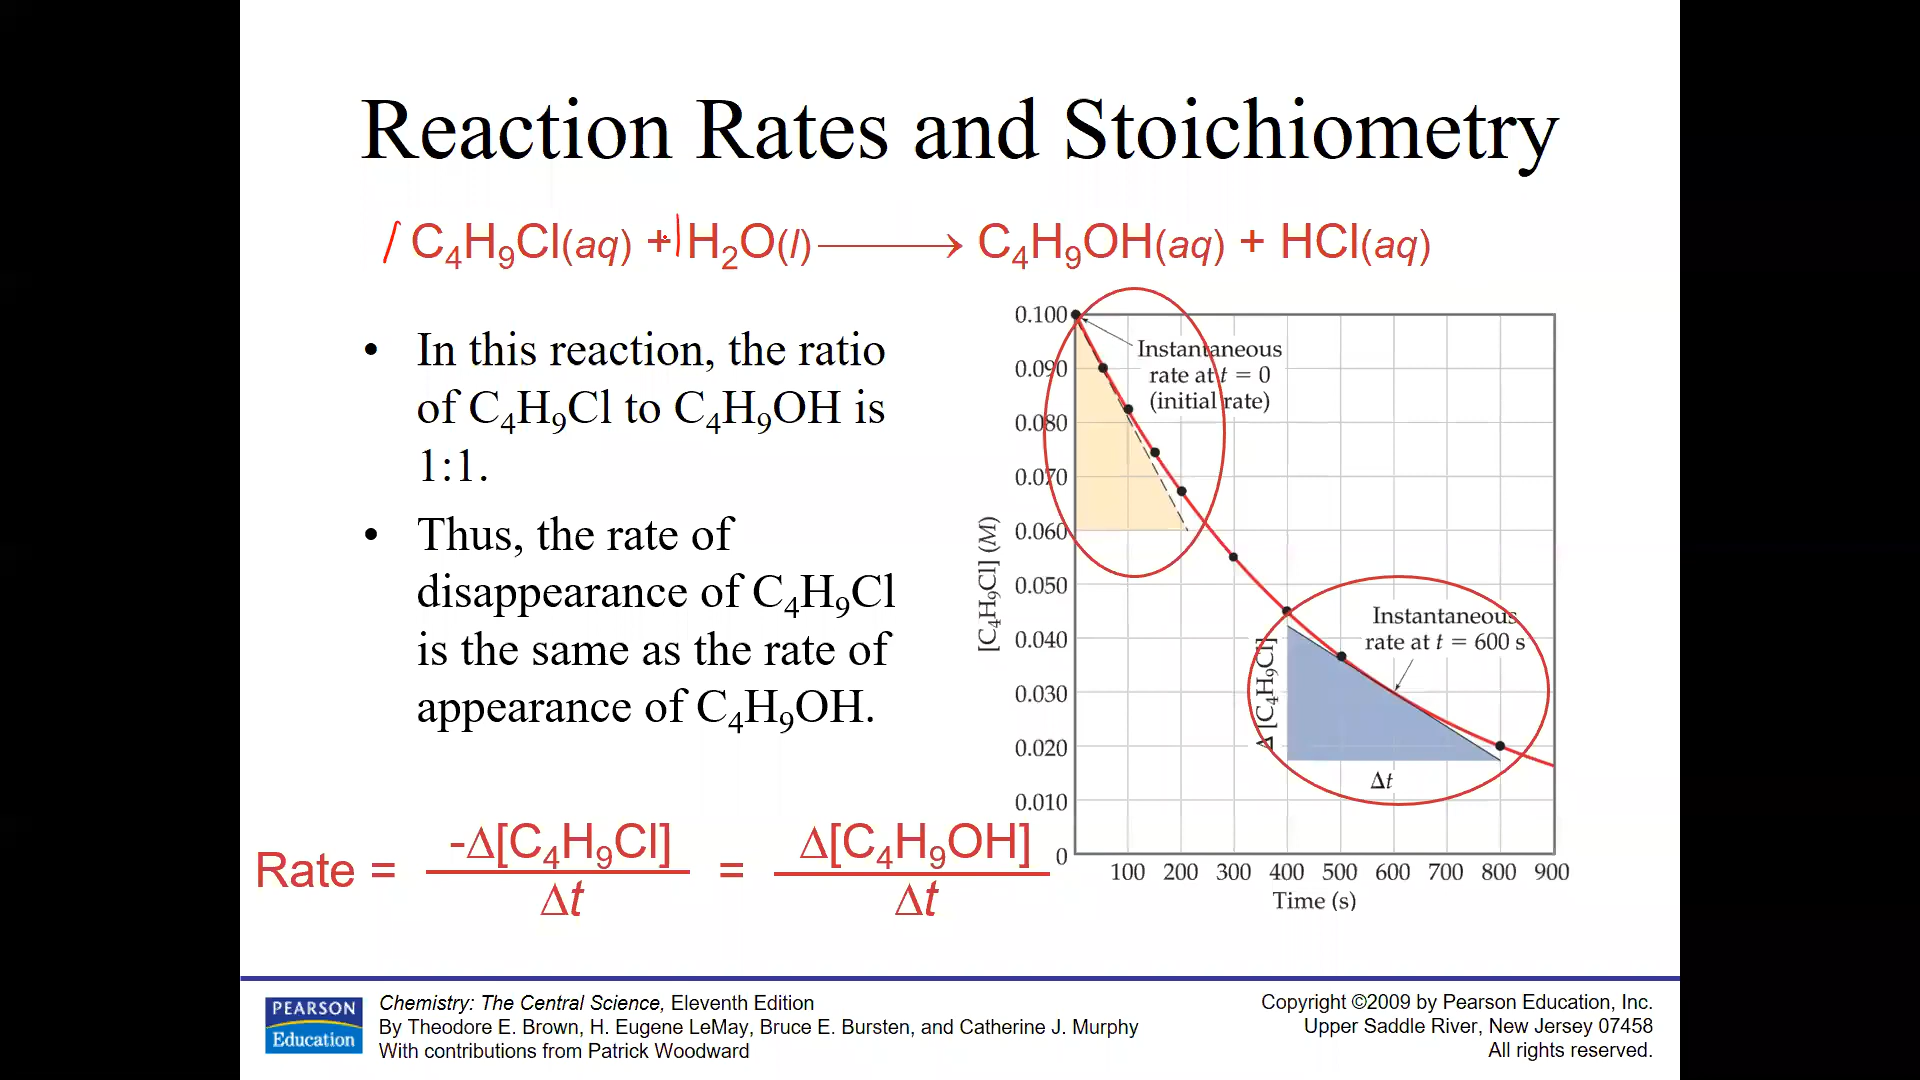 Reaction Rates and Stoichiometry
1 C₄H₉Cl(aq) + 1 H₂O(l) ⟶ C₄H₉OH(aq) + HCl(aq)
• In this reaction, the ratio
of C₄H₉Cl to C₄H₉OH is
1:1.
• Thus, the rate of
disappearance of C₄H₉Cl
is the same as the rate of
appearance of C₄H₉OH.
Rate = -Δ[C₄H₉Cl]/Δt = Δ[C₄H₉OH]/Δt
[C₄H₉Cl] (M)
0.100
0.090
0.080
0.070
0.060
0.050
0.040
0.030
0.020
0.010
0
Instantaneous
rate at t = 0
(initial rate)
Instantaneous
rate at t = 600 s
Δ [C₄H₉Cl]
Δt
100 200 300 400 500 600 700 800 900
Time (s)
PEARSON
Education
Chemistry: The Central Science, Eleventh Edition
By Theodore E. Brown, H. Eugene LeMay, Bruce E. Bursten, and Catherine J. Murphy
With contributions from Patrick Woodward
Copyright ©2009 by Pearson Education, Inc.
Upper Saddle River, New Jersey 07458
All rights reserved.